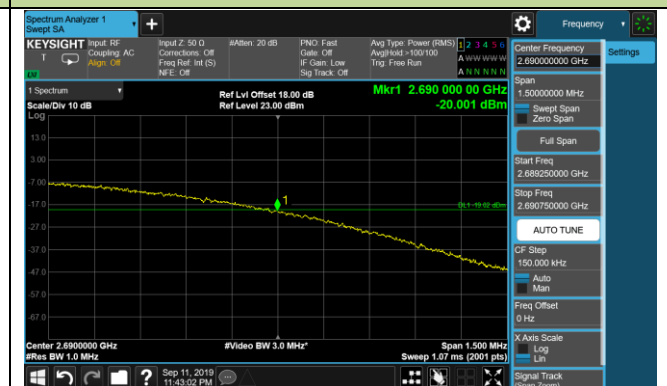 Spectrum Analyzer 1
Swept SA
+
Frequency
KEYSIGHT
Input: RF
Coupling: AC
Align: Off
Input Z: 50 Ω
Corrections: Off
Freq Ref: Int (S)
NFE: Off
#Atten: 20 dB
PNO: Fast
Gate: Off
IF Gain: Low
Sig Track: Off
Avg Type: Power (RMS)
Avg|Hold:>100/100
Trig: Free Run
1 2 3 4 5 6
A W W W W W
A N N N N N
1 Spectrum
Scale/Div 10 dB
Log
Ref Lvl Offset 18.00 dB
Ref Level 23.00 dBm
Mkr1 2.690 000 00 GHz
-20.001 dBm
13.0
3.00
-7.00
-17.0
-27.0
-37.0
-47.0
-57.0
-67.0
1
DL1 -19.02 dBm
Center 2.6900000 GHz
#Res BW 1.0 MHz
#Video BW 3.0 MHz*
Span 1.500 MHz
Sweep 1.07 ms (2001 pts)
Settings
Center Frequency
2.690000000 GHz
Span
1.50000000 MHz
Swept Span
Zero Span
Full Span
Start Freq
2.689250000 GHz
Stop Freq
2.690750000 GHz
AUTO TUNE
CF Step
150.000 kHz
Auto
Man
Freq Offset
0 Hz
X Axis Scale
Log
Lin
Signal Track
(Span Zoom)
?
Sep 11, 2019
11:43:02 PM